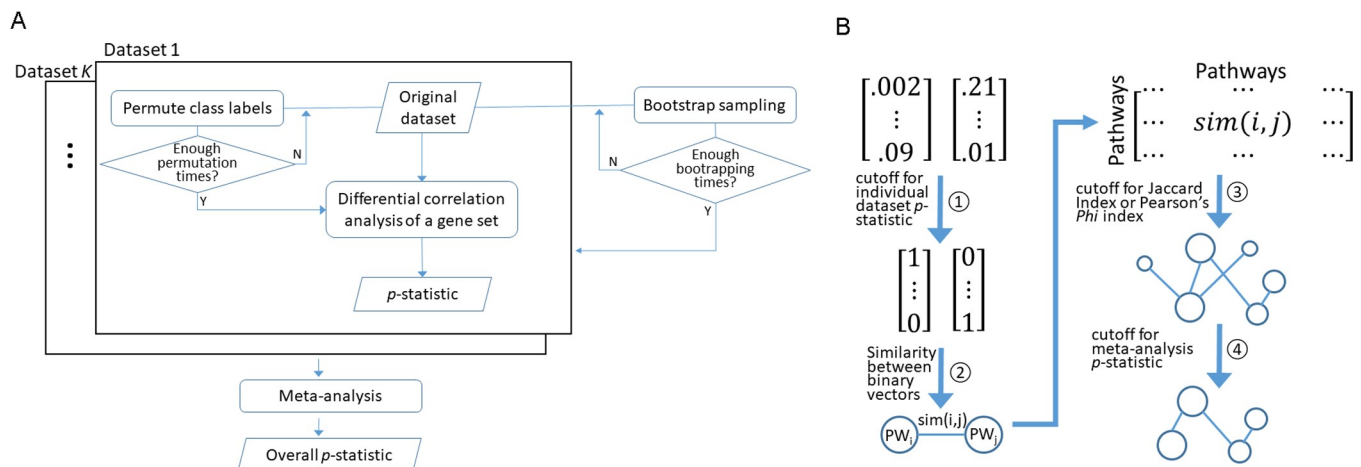 A
Dataset 1
Dataset K
Permute class labels
Original
dataset
Bootstrap sampling
Enough
permutation
times?
N
Y
Enough
bootrapping
times?
N
Y
Differential correlation
analysis of a gene set
p-statistic
⋮
Meta-analysis
Overall p-statistic
B
.002
⋮
.09
.21
⋮
.01
cutoff for
individual
dataset p-
statistic
①
1
⋮
0
0
⋮
1
Similarity
between
binary
vectors
②
sim(i,j)
PWi
PWj
Pathways
Pathways
... ... ...
... sim(i,j) ...
... ... ...
cutoff for Jaccard
Index or Pearson's
Phi index
③
cutoff for
meta-analysis
p-statistic
④